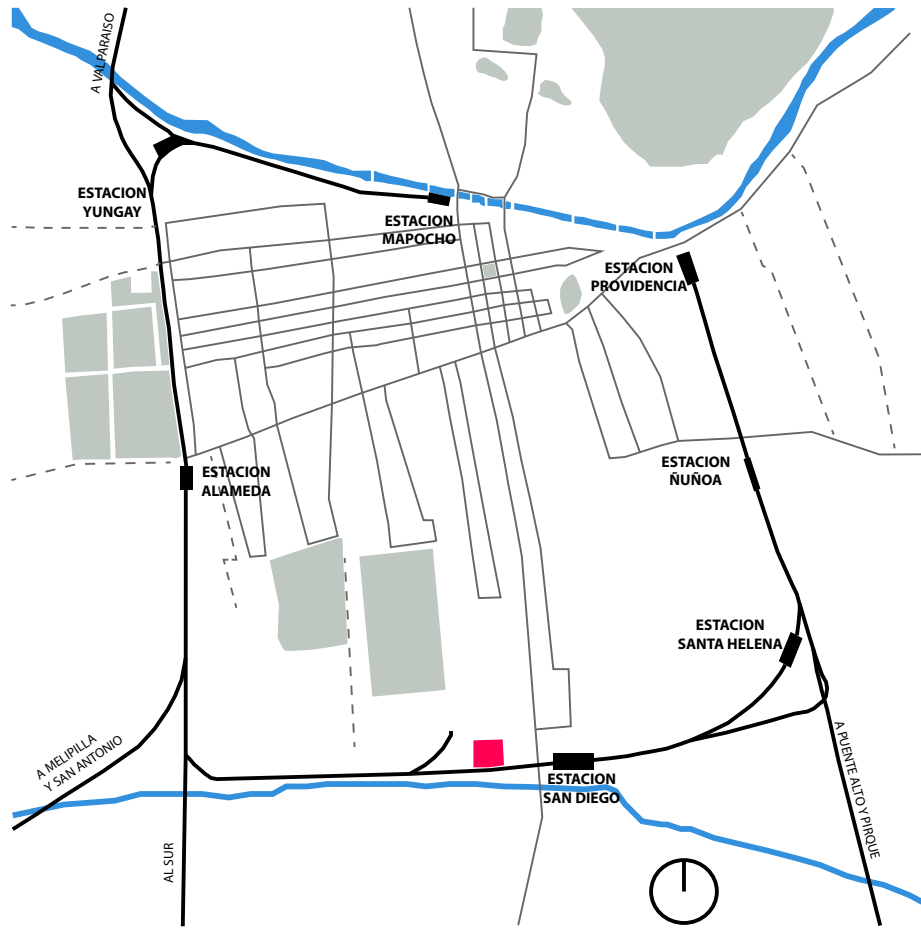 A VALPARAISO
ESTACION
YUNGAY
ESTACION
MAPOCHO
ESTACION
PROVIDENCIA
ESTACION
ALAMEDA
ESTACION
ÑUÑOA
ESTACION
SANTA HELENA
A MELIPILLA
Y SAN ANTONIO
ESTACION
SAN DIEGO
A PUENTE ALTO Y PIRQUE
AL SUR